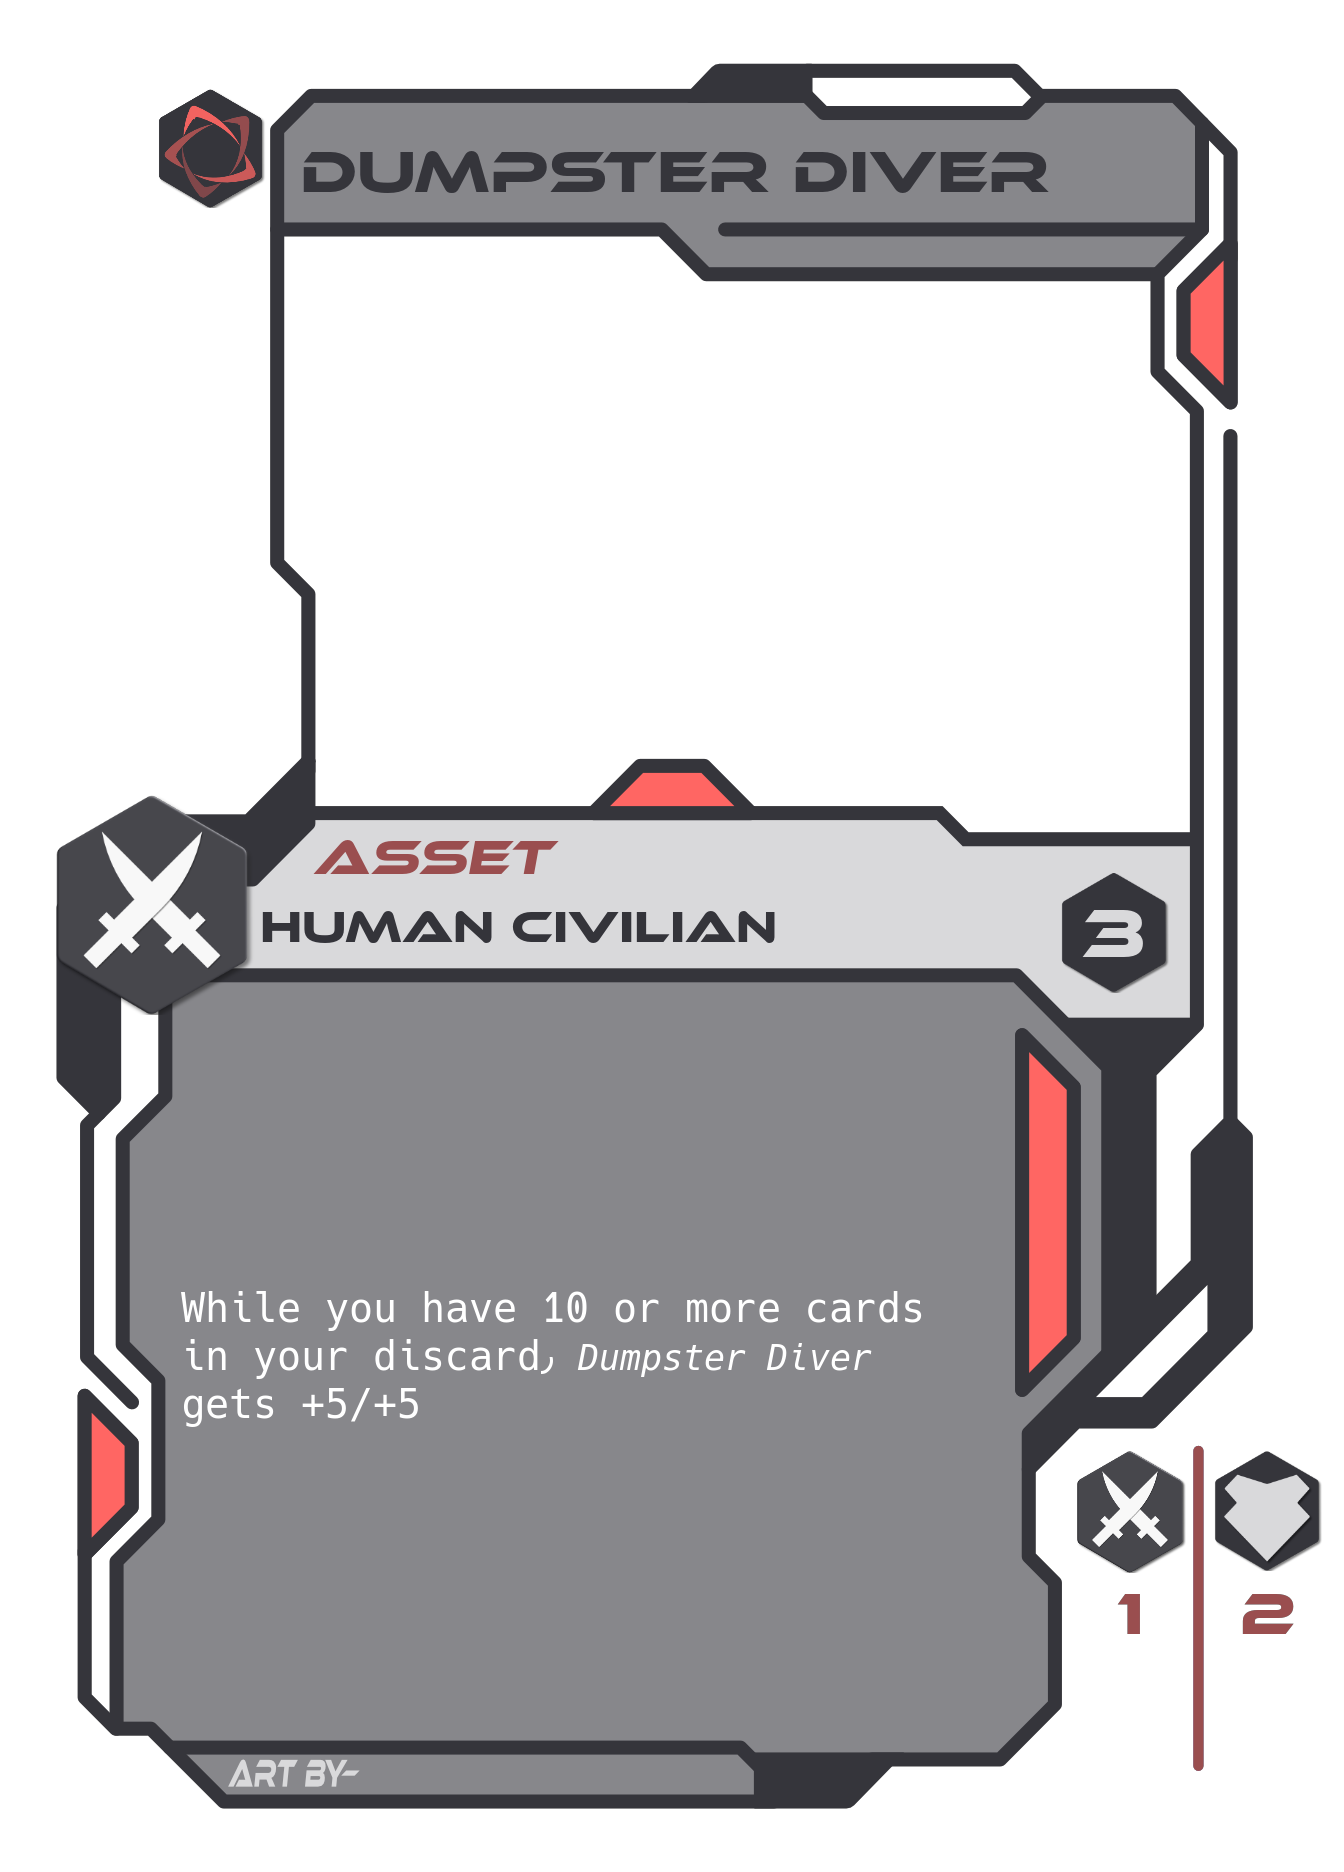 DUMPSTER DIVER
ASSET
HUMAN CIVILIAN
3
While you have 10 or more cards
in your discard, Dumpster Diver
gets +5/+5
1 2
ART BY-